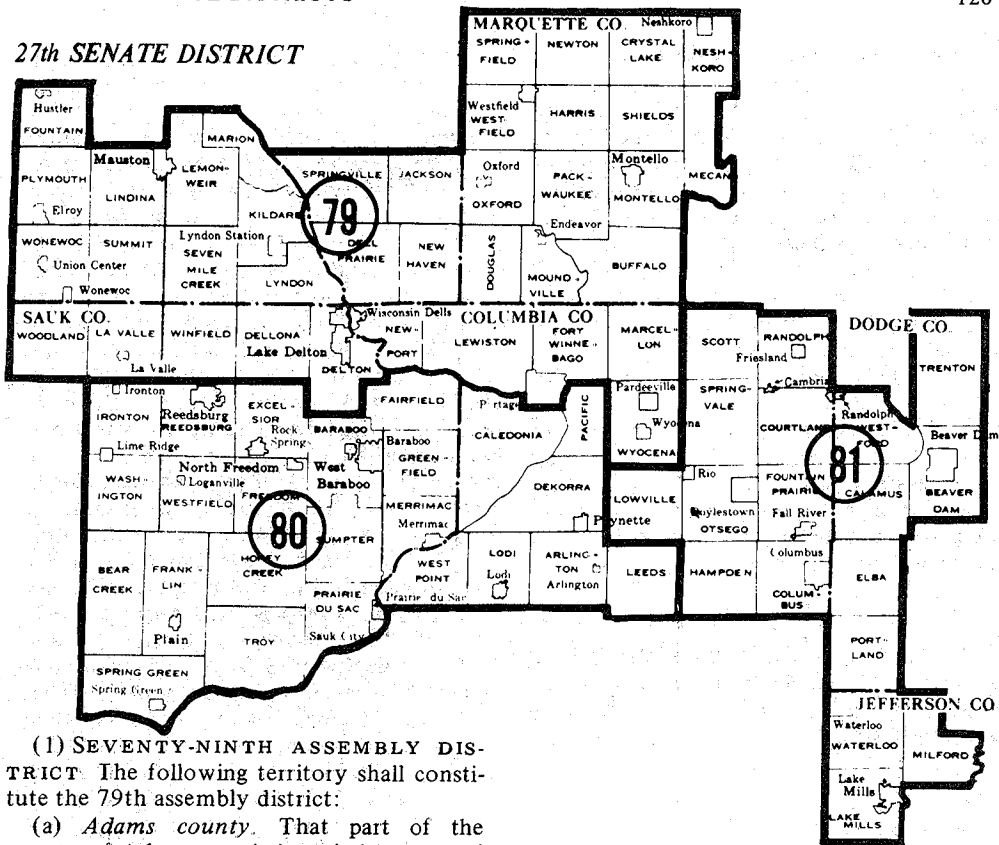 27th SENATE DISTRICT
MARQUETTE CO.
Neshkoro
SPRING-
FIELD
NEWTON
CRYSTAL
LAKE
NESH-
KORO
Hustler
FOUNTAIN
MARION
Westfield
WEST-
FIELD
HARRIS
SHIELDS
Mauston
LEMON-
WEIR
SPRINGVILLE
JACKSON
Oxford
OXFORD
PACK-
WAUKEE
Montello
MONTELLO
MECAN
PLYMOUTH
LINDINA
Elroy
KILDARE
79
Endeavor
WONEWOC
SUMMIT
Lyndon Station
SEVEN
MILE
CREEK
DELL
PRAIRIE
NEW
HAVEN
DOUGLAS
MOUND-
VILLE
BUFFALO
Union Center
Wonewoc
LYNDON
SAUK CO.
Wisconsin Dells
COLUMBIA CO
DODGE CO.
WOODLAND
LA VALLE
WINFIELD
DELLONA
NEW-
PORT
LEWISTON
FORT
WINNE-
BAGO
MARCEL-
LON
SCOTT
RANDOLPH
Friesland
TRENTON
La Valle
Lake Delton
DELTON
Pardeeville
SPRING-
VALE
Cambria
Ironton
IRONTON
Reedsburg
REEDSBURG
EXCEL-
SIOR
Rock
Spring
BARABOO
FAIRFIELD
Portage
CALEDONIA
PACIFIC
Wyocena
WYOCENA
COURTLAND
Randolph
WEST-
FORD
Beaver Dam
Lime Ridge
Baraboo
GREEN-
FIELD
81
WASH-
INGTON
North Freedom
Loganville
WESTFIELD
FREEDOM
West
Baraboo
DEKORRA
LOWVILLE
Rio
FOUNTAIN
PRAIRIE
CALAMUS
BEAVER
DAM
MERRIMAC
Merrimac
Poynette
Doylestown
OTSEGO
Fall River
80
SUMPTER
BEAR
CREEK
FRANK-
LIN
HONEY
CREEK
WEST
POINT
LODI
Lodi
ARLING-
TON
Arlington
LEEDS
HAMPDEN
Columbus
COLUM-
BUS
ELBA
PRAIRIE
DU SAC
Prairie du Sac
Plain
TROY
Sauk City
PORT-
LAND
SPRING GREEN
Spring Green
JEFFERSON CO
Waterloo
WATERLOO
MILFORD
Lake
Mills
LAKE
MILLS
(1) SEVENTY-NINTH ASSEMBLY DIS-
TRICT The following territory shall consti-
tute the 79th assembly district:
(a) Adams county. That part of the